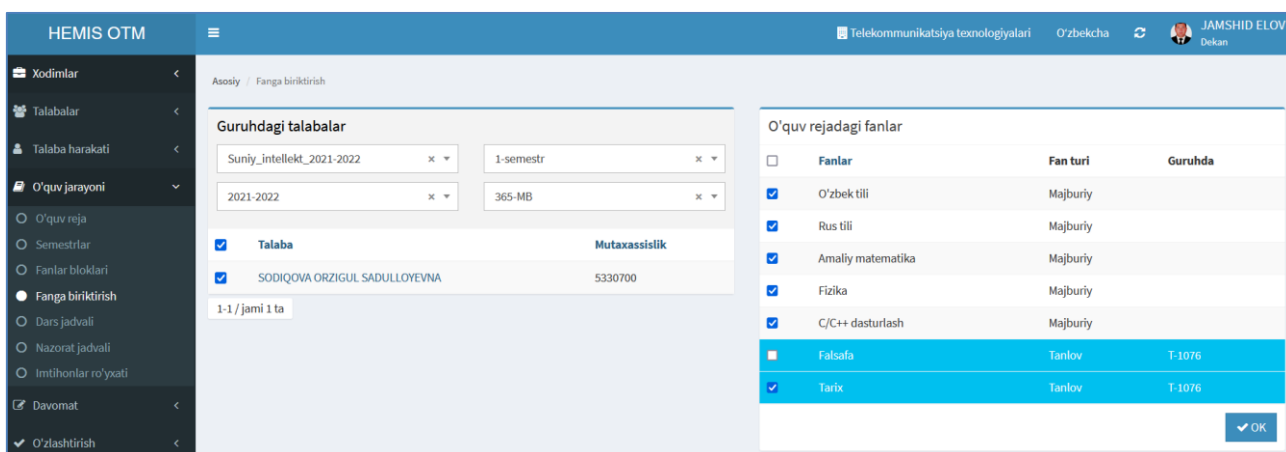 HEMIS OTM
Telekommunikatsiya texnologiyalari O'zbekcha JAMSHID ELOV
Dekan
Xodimlar
Talabalar
Talaba harakati
O'quv jarayoni
O'quv reja
Semestrlar
Fanlar bloklari
Fanga biriktirish
Dars jadvali
Nazorat jadvali
Imtihonlar ro'yxati
Davomat
O'zlashtirish
Asosiy / Fanga biriktirish
Guruhdagi talabalar
Suniy_intellekt_2021-2022 × 1-semestr ×
2021-2022 × 365-MB ×
Talaba Mutaxassislik
SODIQOVA ORZIGUL SADULLOYEVNA 5330700
1-1 / jami 1 ta
O'quv rejadagi fanlar
Fanlar Fan turi Guruhda
O'zbek tili Majburiy
Rus tili Majburiy
Amaliy matematika Majburiy
Fizika Majburiy
C/C++ dasturlash Majburiy
Falsafa Tanlov T-1076
Tarix Tanlov T-1076
OK